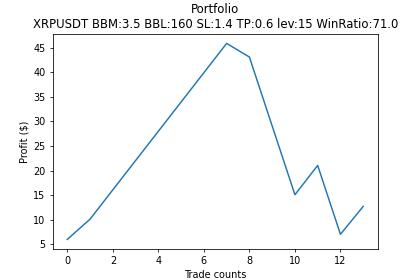 Portfolio
XRPUSDT BBM:3.5 BBL:160 SL:1.4 TP:0.6 lev:15 WinRatio:71.0
45
40
35
30
25
20
15
10
5
Profit ($)
0 2 4 6 8 10 12
Trade counts